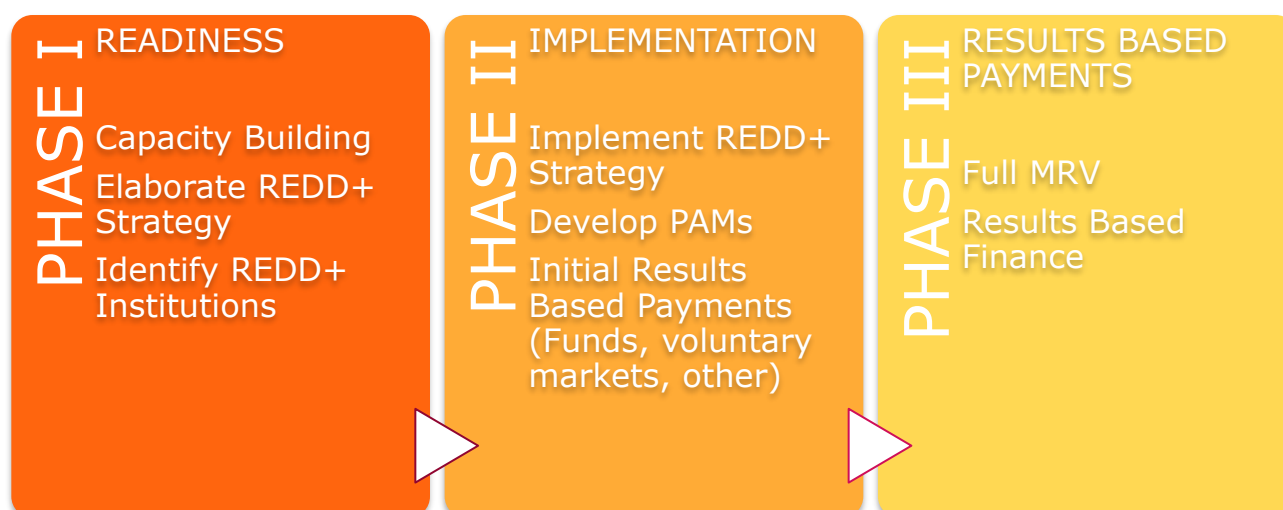 PHASE I
READINESS
Capacity Building
Elaborate REDD+
Strategy
Identify REDD+
Institutions
PHASE II
IMPLEMENTATION
Implement REDD+
Strategy
Develop PAMs
Initial Results
Based Payments
(Funds, voluntary
markets, other)
PHASE III
RESULTS BASED
PAYMENTS
Full MRV
Results Based
Finance